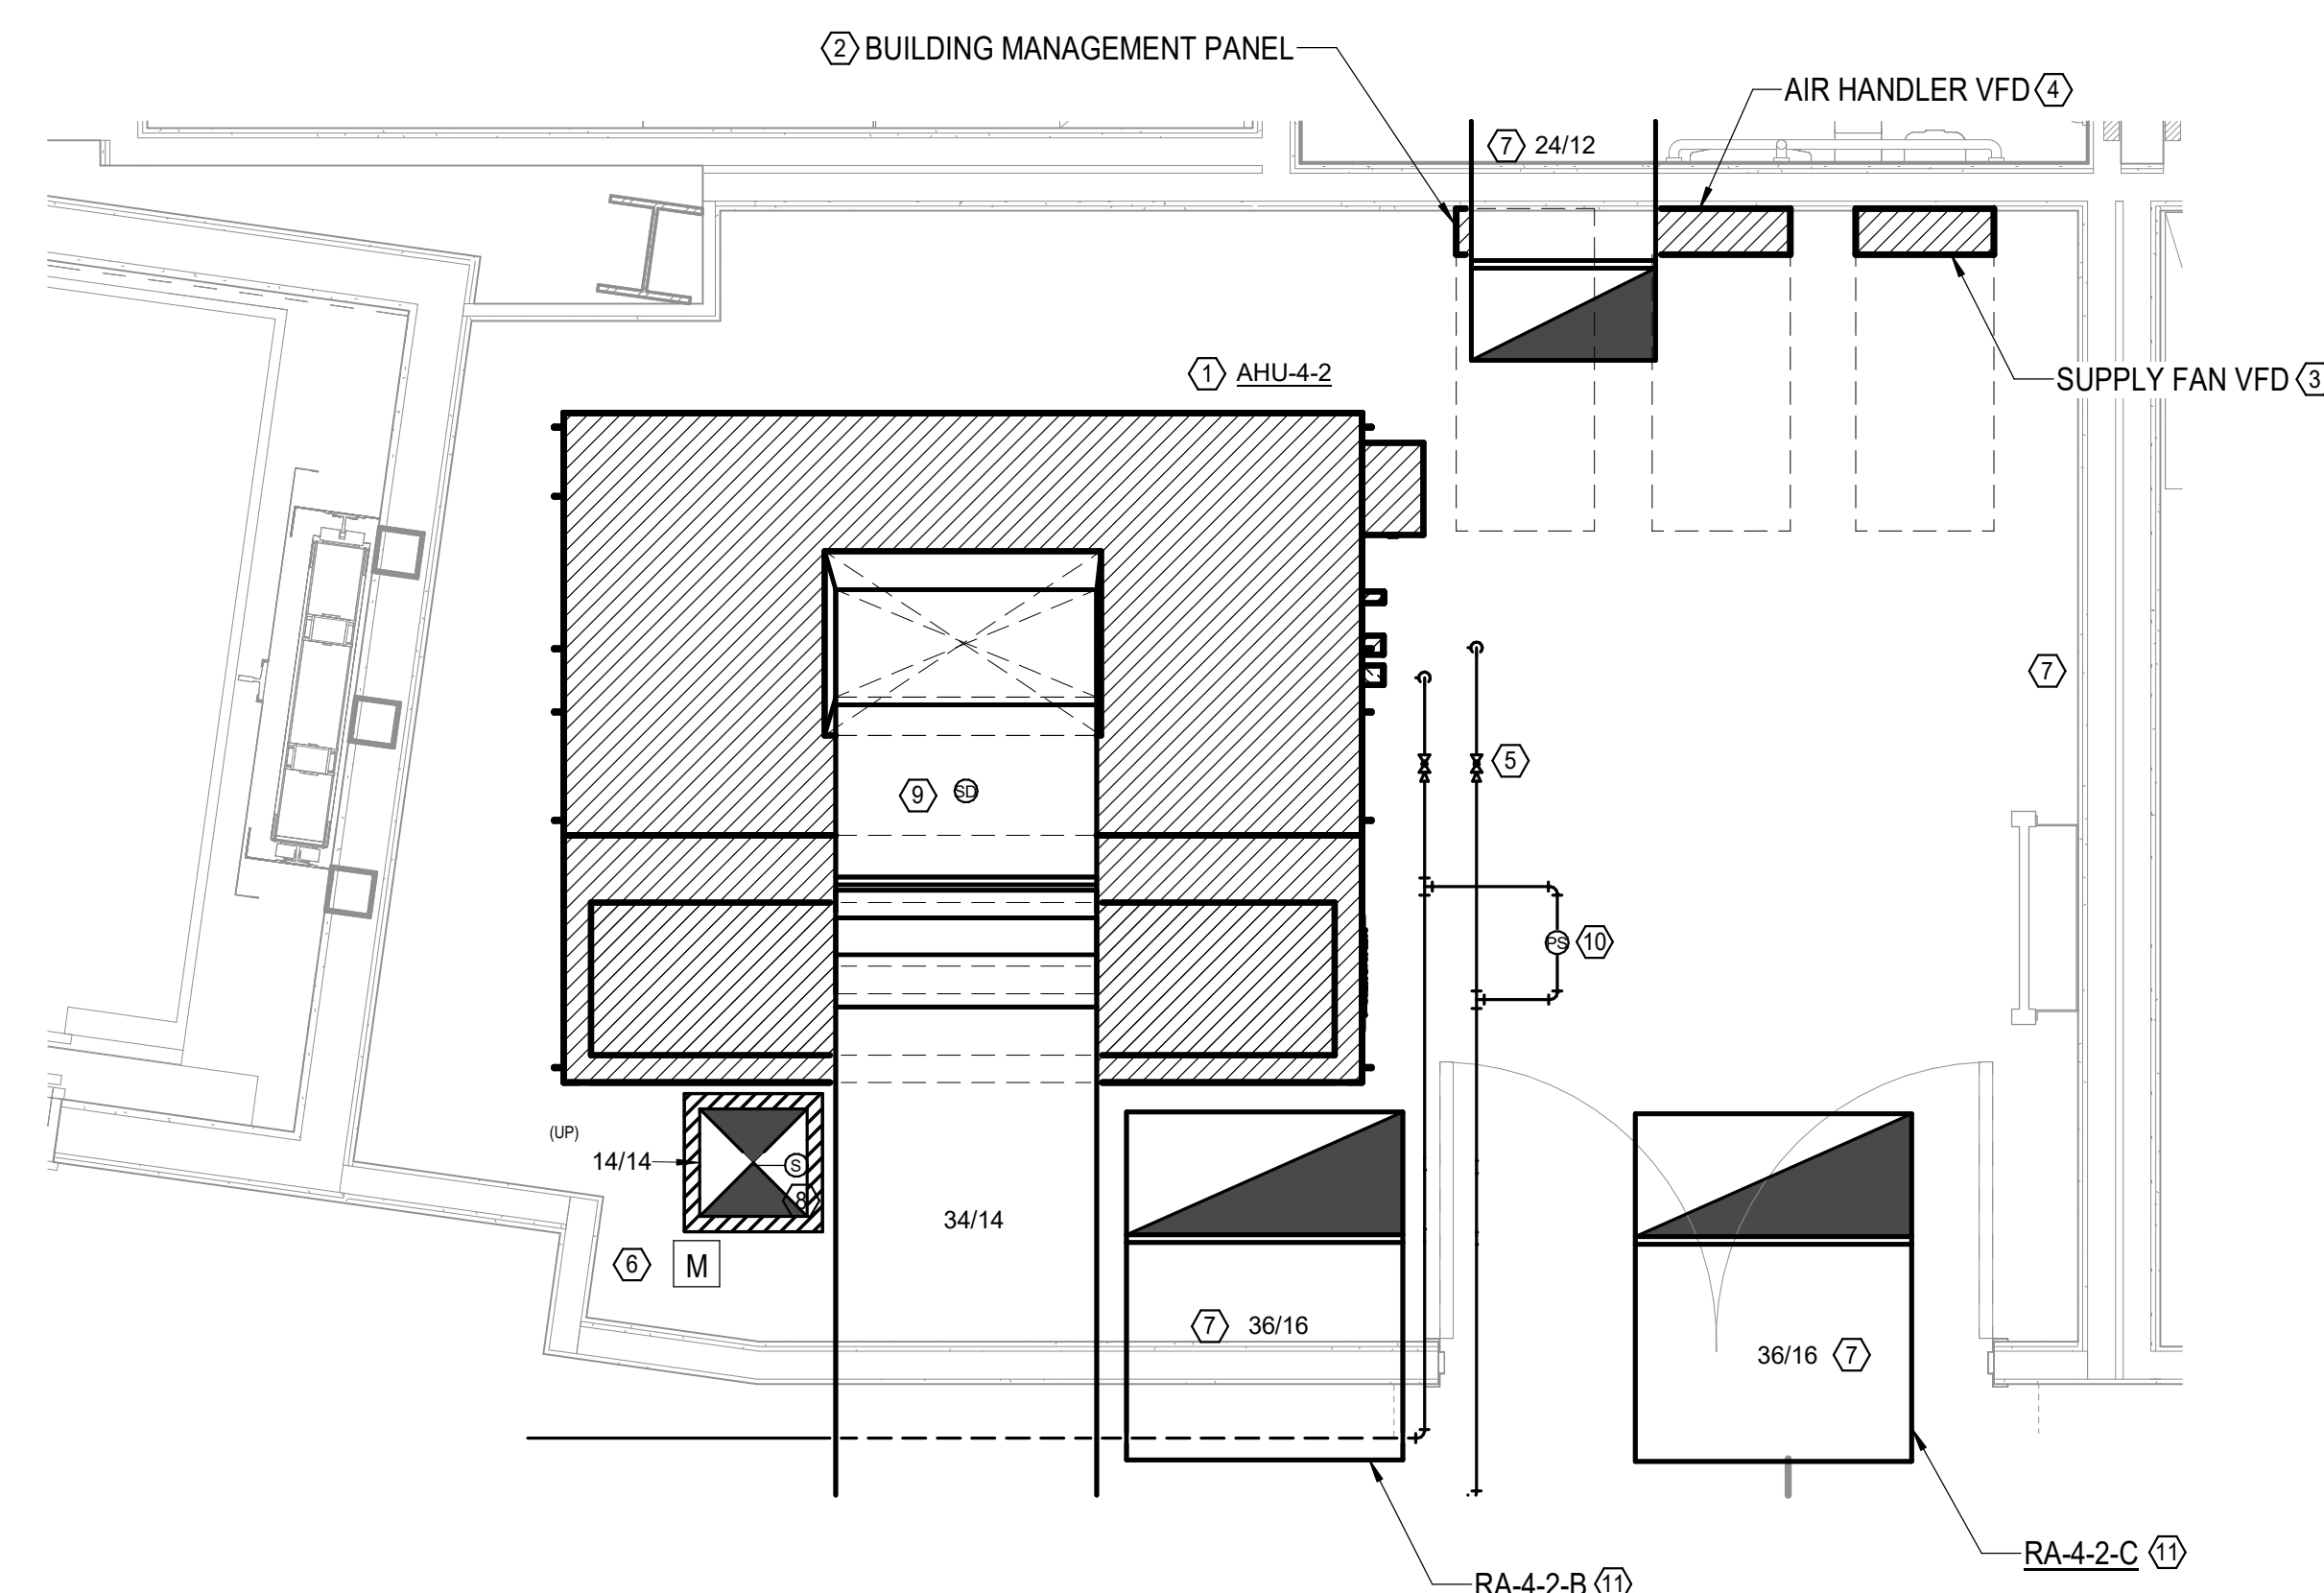 2 BUILDING MANAGEMENT PANEL
AIR HANDLER VFD 4
7 24/12
1 AHU-4-2
SUPPLY FAN VFD 3
7
5
9 SD
PS 10
(UP)
14/14
S
8
34/14
6 M
7 36/16
36/16 7
RA-4-2-C 11
RA-4-2-B 11